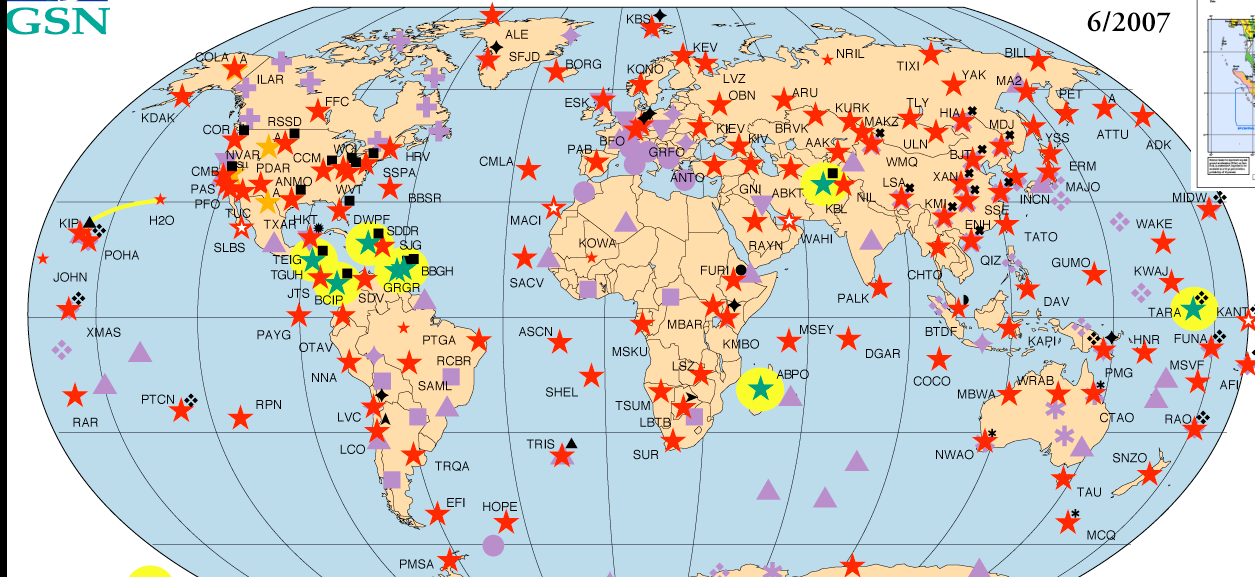 GSN
6/2007
KBS
ALE
SFJD
BORG
KEV
LVZ
NRIL
TIXI
BILL
COLA A
ILAR
KONO
OBN
ARU
YAK
MA2
PET
A
ATTU
ADK
KDAK
FFC
ESK
KIEV
KIV
BRVK
KURK
MAKZ
TLY
HIA
MDJ
YSS
COR
RSSD
A
CCM
WCI
HRV
SSPA
BFO
GRFO
AAK
ULN
WMQ
BJT
ERM
NVAR
PDAR
CMB
PAS
PFO
ANMO
A
WVT
BBSR
CMLA
PAB
ANTO
GNI
ABKT
KBL
NIL
LSA
XAN
MAJO
INCN
TUC
TXAR
HKT
DWPF
MACI
RAYN
WAHI
KMI
SSE
ENH
TATO
MIDW
KIP
H2O
POHA
SLBS
SDDR
SJG
KOWA
FURI
WAKE
JOHN
TEIG
TGUH
BBGH
GRGR
SACV
CHTO
QIZ
GUMO
KWAJ
JTS
BCIP
SDV
PALK
DAV
TARA
KANT
XMAS
PAYG
OTAV
PTGA
ASCN
MSKU
MBAR
KMBO
MSEY
DGAR
BTDF
KAPI
PMG
HNR
FUNA
NNA
RCBR
SAML
SHEL
LSZ
ABPO
COCO
MBWA
WRAB
MSVF
AFI
RAR
PTCN
RPN
LVC
TSUM
LBTB
CTAO
RAO
LCO
TRQA
TRIS
SUR
NWAO
SNZO
TAU
EFI
HOPE
MCQ
PMSA